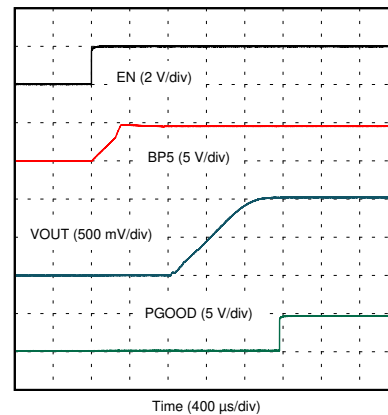 EN (2 V/div)
BP5 (5 V/div)
VOUT (500 mV/div)
PGOOD (5 V/div)
Time (400 µs/div)